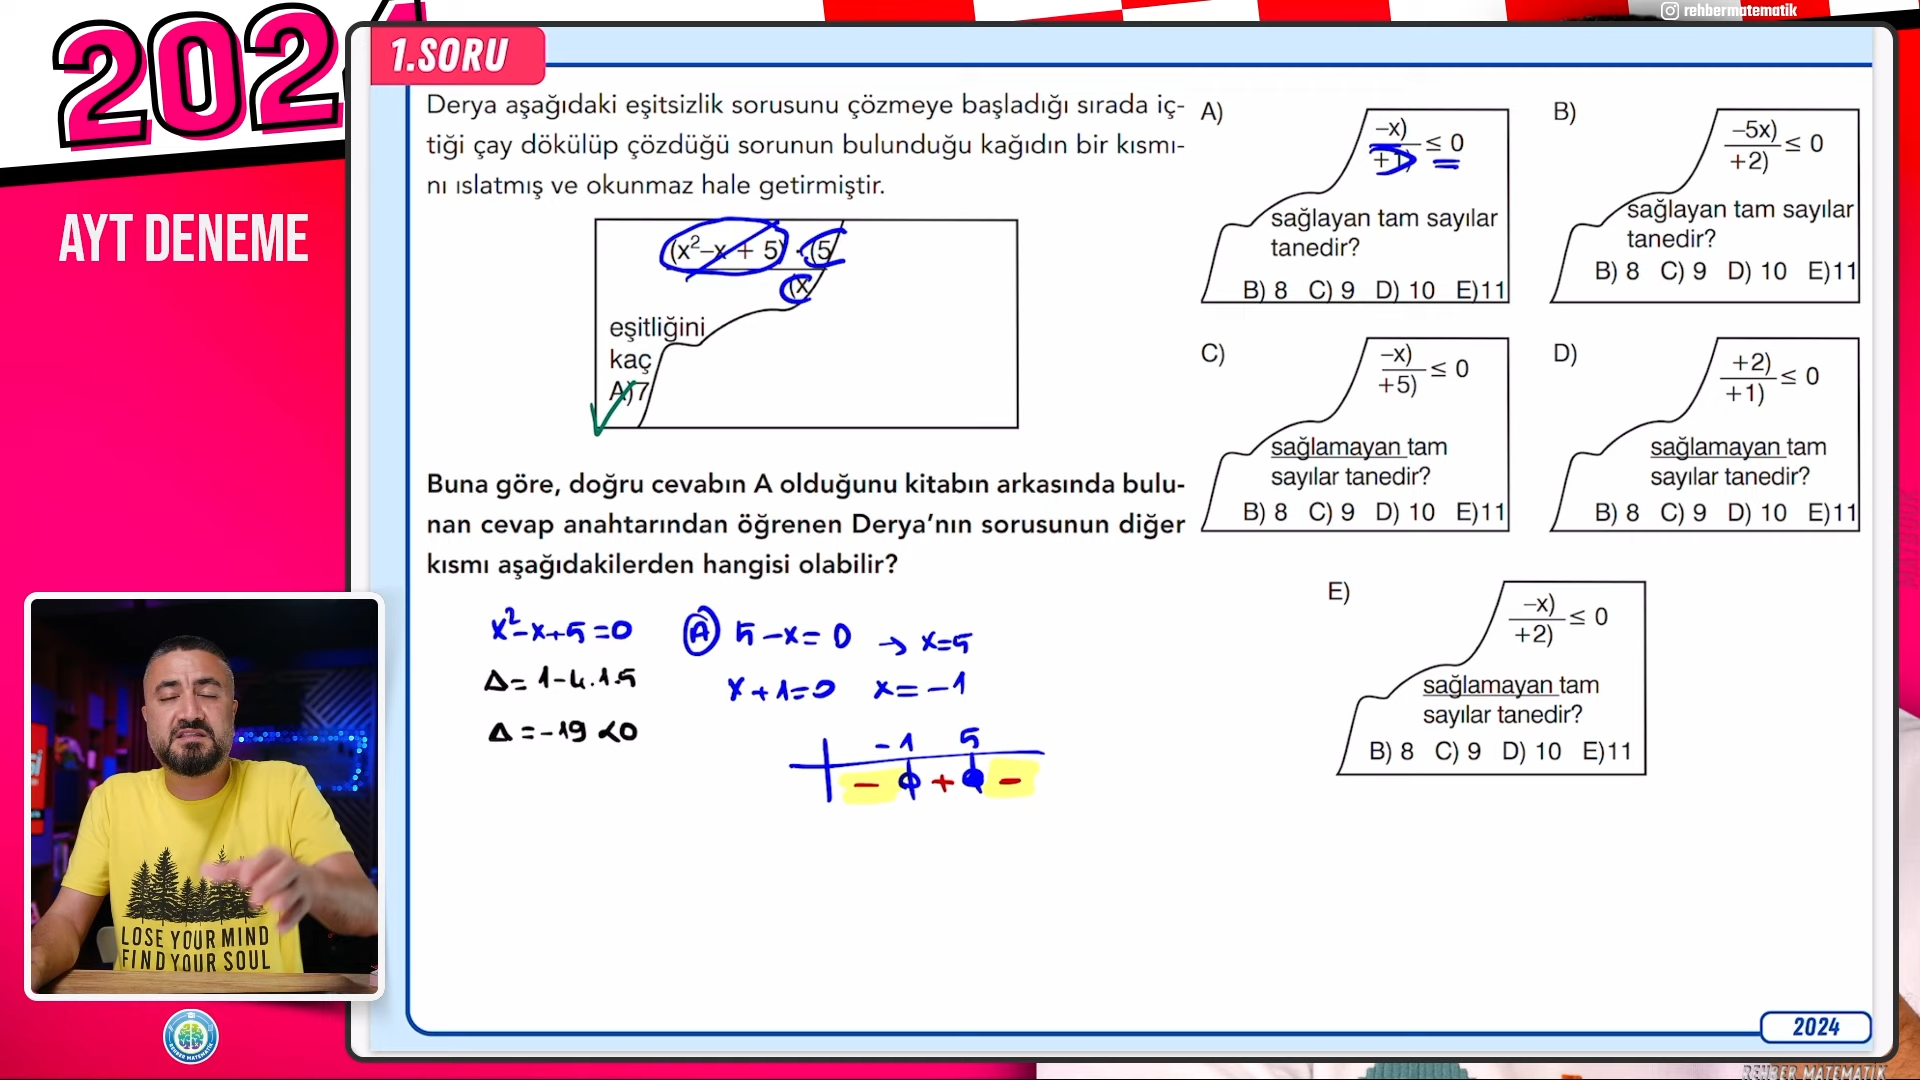 2024
rehbermatematik
1.SORU
AYT DENEME
Derya aşağıdaki eşitsizlik sorusunu çözmeye başladığı sırada iç-
tiği çay dökülüp çözdüğü sorunun bulunduğu kağıdın bir kısmı-
nı ıslatmış ve okunmaz hale getirmiştir.
(x²–x + 5) · (5
(x
eşitliğini
kaç
A)7
Buna göre, doğru cevabın A olduğunu kitabın arkasında bulu-
nan cevap anahtarından öğrenen Derya’nın sorusunun diğer
kısmı aşağıdakilerden hangisi olabilir?
x²-x+5=0
Δ= 1-4.1.5
Δ=-19<0
A 5-x=0 → x=5
x+1=0 x=-1
-1 5
- + -
A)
–x)
+1)
≤ 0
sağlayan tam sayılar
tanedir?
B) 8 C) 9 D) 10 E)11
B)
–5x)
+2)
≤ 0
sağlayan tam sayılar
tanedir?
B) 8 C) 9 D) 10 E)11
C)
–x)
+5)
≤ 0
sağlamayan tam
sayılar tanedir?
B) 8 C) 9 D) 10 E)11
D)
+2)
+1)
≤ 0
sağlamayan tam
sayılar tanedir?
B) 8 C) 9 D) 10 E)11
E)
–x)
+2)
≤ 0
sağlamayan tam
sayılar tanedir?
B) 8 C) 9 D) 10 E)11
LOSE YOUR MIND
FIND YOUR SOUL
REHBER MATEMATİK
2024
REHBER MATEMATİK